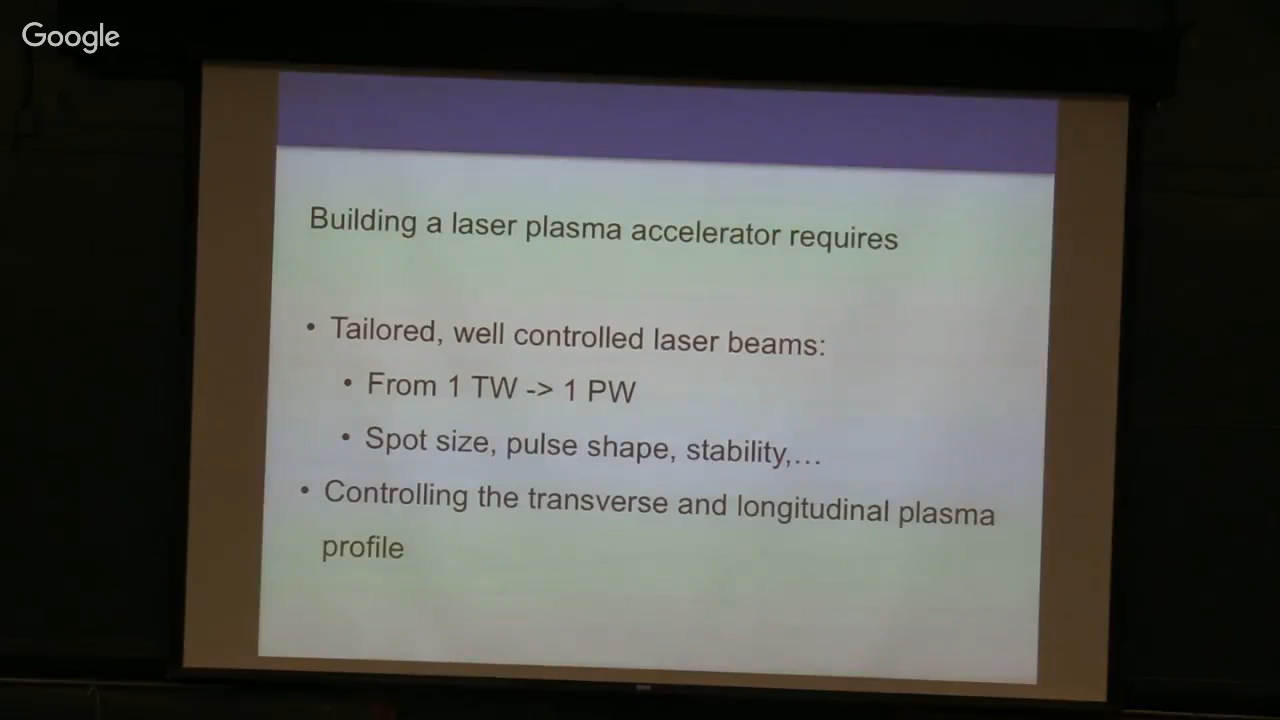 Google
Building a laser plasma accelerator requires
• Tailored, well controlled laser beams:
• From 1 TW -> 1 PW
• Spot size, pulse shape, stability,…
• Controlling the transverse and longitudinal plasma
profile